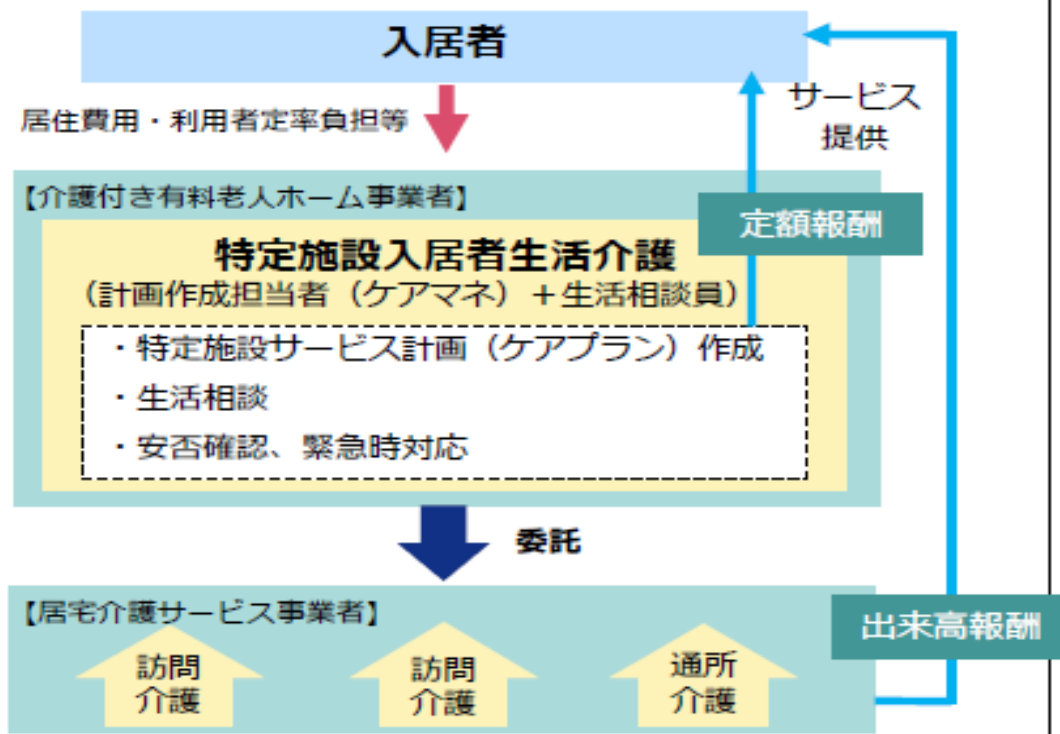 入居者
居住費用・利用者定率負担等
サービス
提供
【介護付き有料老人ホーム事業者】
定額報酬
特定施設入居者生活介護
（計画作成担当者（ケアマネ）＋生活相談員）
・特定施設サービス計画（ケアプラン）作成
・生活相談
・安否確認、緊急時対応
委託
【居宅介護サービス事業者】
出来高報酬
訪問
介護
訪問
介護
通所
介護